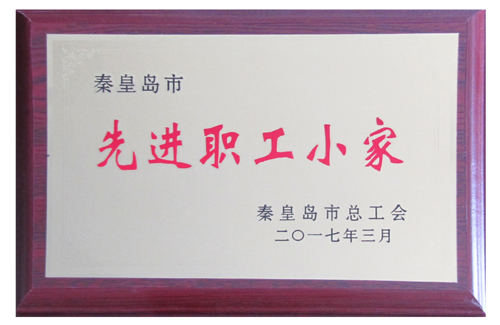 秦皇岛市
先进职工小家
秦皇岛市总工会
二〇一七年三月